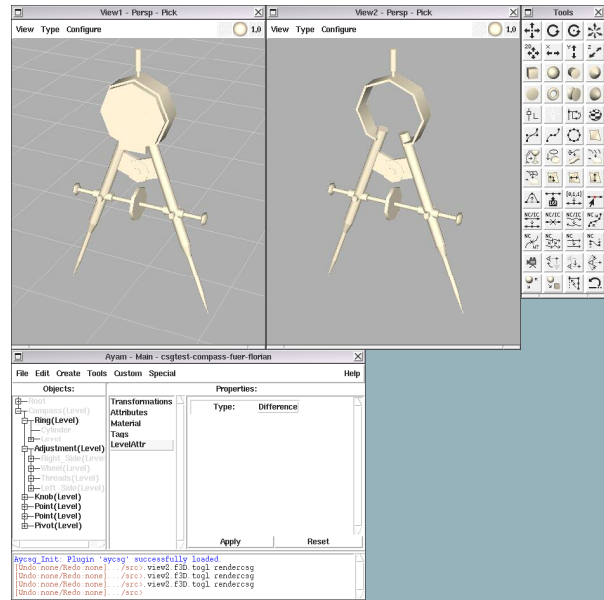 View1 - Persp - Pick
View Type Configure
1,0
View2 - Persp - Pick
View Type Configure
1,0
Tools
Ayam - Main - csgtest-compass-fuer-florian
File Edit Create Tools Custom Special Help
Objects:
Root
Compass(Level)
Ring(Level)
Cylinder
Level
Adjustment(Level)
Right_Side(Leve
Wheel(Level)
Threads(Level)
Left_Side(Level)
Knob(Level)
Point(Level)
Point(Level)
Pivot(Level)
Transformations
Attributes
Material
Tags
LevelAttr
Properties:
Type: Difference
Apply Reset
Aycsg_Init: Plugin 'aycsg' successfully loaded.
[Undo:none/Redo:none].../src>.view2.f3D.togl rendercsg
[Undo:none/Redo:none].../src>.view2.f3D.togl rendercsg
[Undo:none/Redo:none].../src>.view2.f3D.togl rendercsg
[Undo:none/Redo:none].../src>